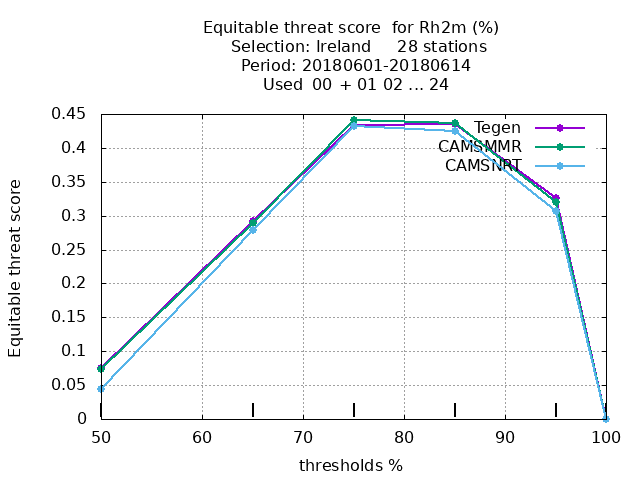 Equitable threat score  for Rh2m (%)
Selection: Ireland     28 stations
Period: 20180601-20180614
Used  00  + 01 02 ... 24
Equitable threat score
0.45
0.4
0.35
0.3
0.25
0.2
0.15
0.1
0.05
0
Tegen
CAMSMMR
CAMSNRT
50 60 70 80 90 100
thresholds %